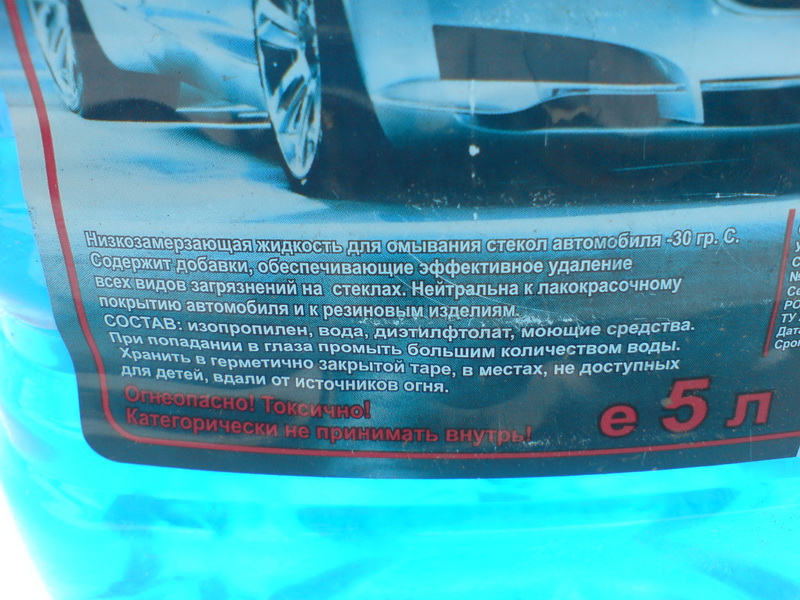 Низкозамерзающая жидкость для омывания стекол автомобиля -30 гр. С.
Содержит добавки, обеспечивающие эффективное удаление
всех видов загрязнений на стеклах. Нейтральна к лакокрасочному
покрытию автомобиля и к резиновым изделиям.
СОСТАВ: изопропилен, вода, диэтилфтолат, моющие средства.
При попадании в глаза промыть большим количеством воды.
Хранить в герметично закрытой таре, в местах, не доступных
для детей, вдали от источников огня.
Огнеопасно! Токсично!
Категорически не принимать внутрь!
е 5 л
№
ТУ
Дата